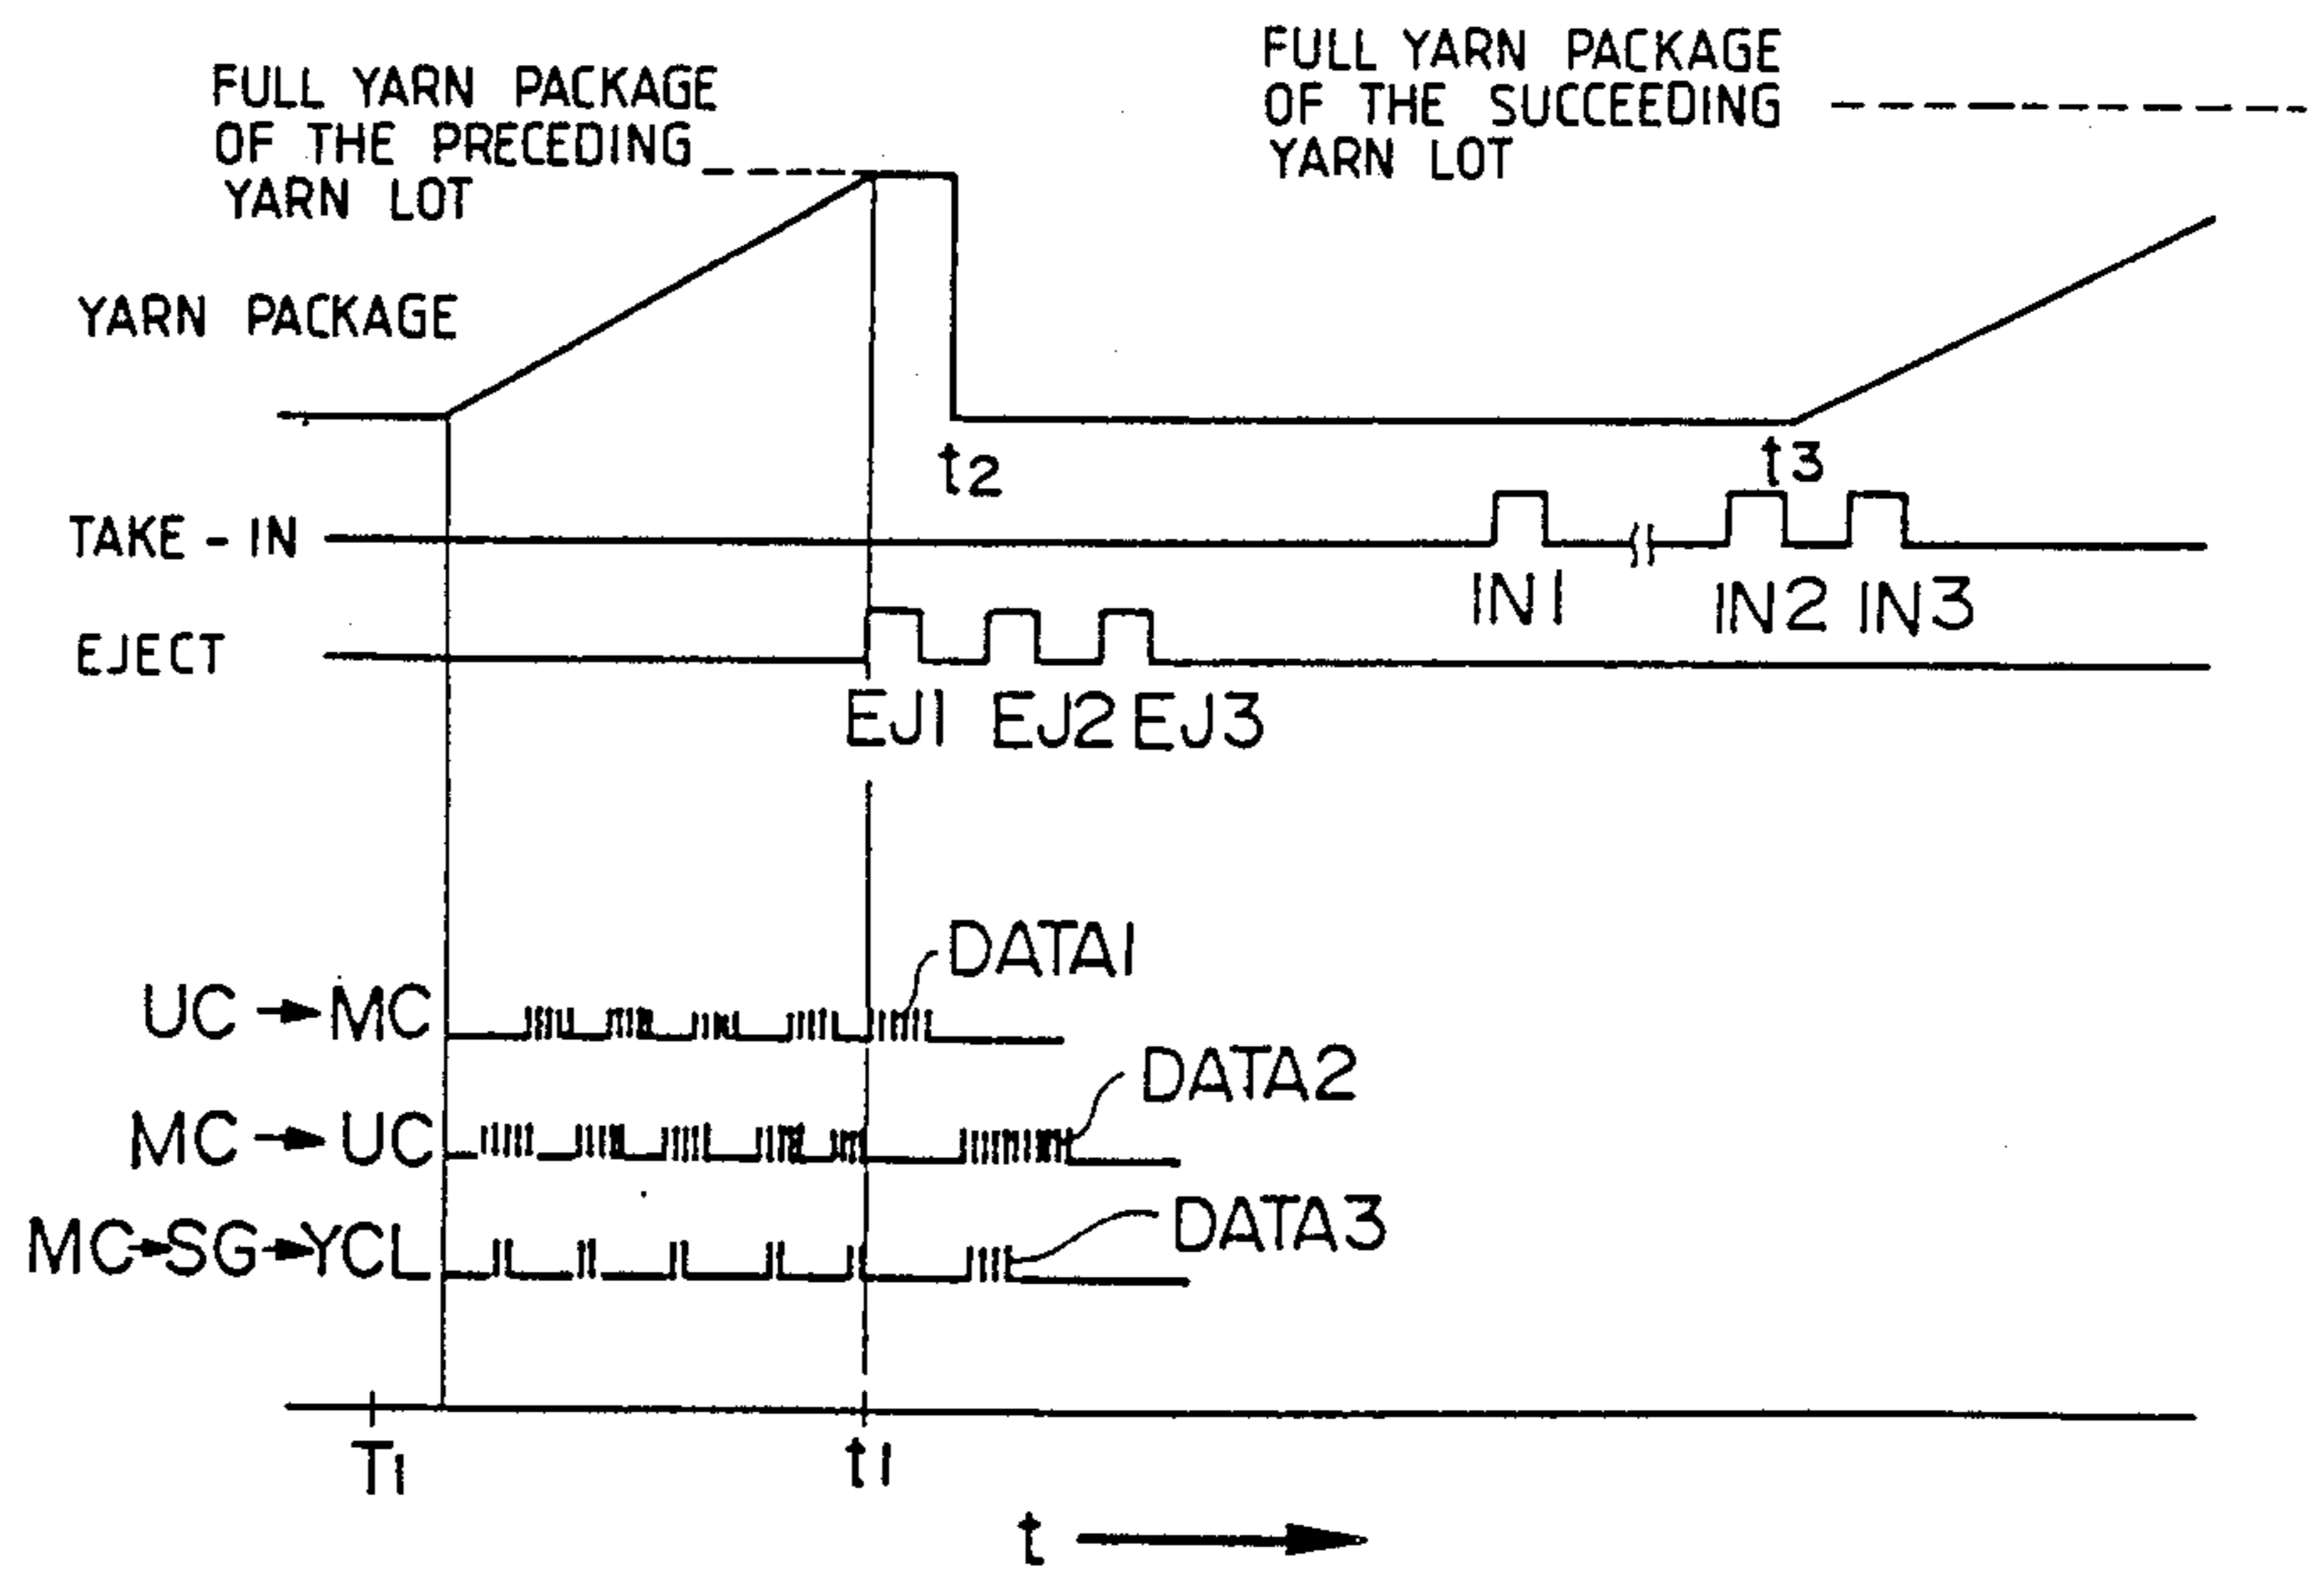 FULL YARN PACKAGE
OF THE PRECEDING
YARN LOT
FULL YARN PACKAGE
OF THE SUCCEEDING
YARN LOT
YARN PACKAGE
t2
t3
TAKE - IN
IN1
IN2
IN3
EJECT
EJ1
EJ2
EJ3
DATA1
UC → MC
DATA2
MC → UC
DATA3
MC→SG→YCL
T1
t1
t